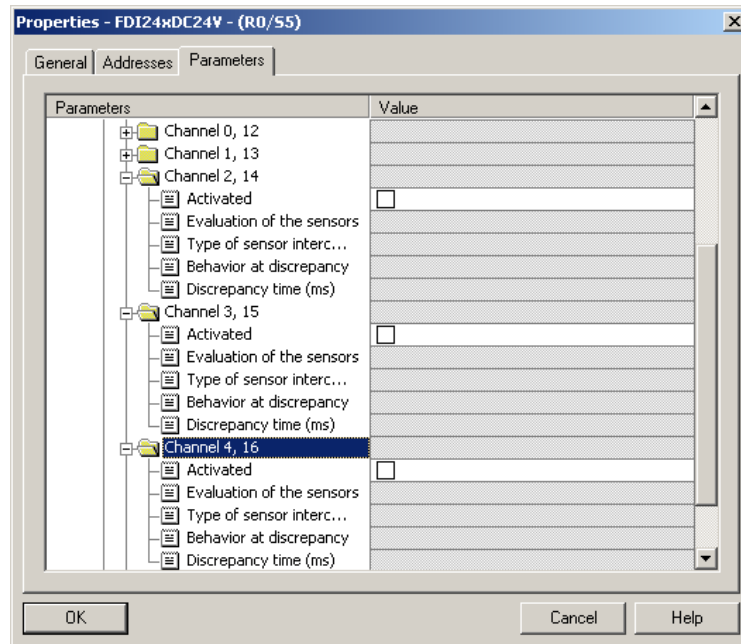 Properties - FDI24xDC24V - (R0/S5)
General Addresses Parameters
Parameters Value
Channel 0, 12
Channel 1, 13
Channel 2, 14
Activated
Evaluation of the sensors
Type of sensor interc...
Behavior at discrepancy
Discrepancy time (ms)
Channel 3, 15
Activated
Evaluation of the sensors
Type of sensor interc...
Behavior at discrepancy
Discrepancy time (ms)
Channel 4, 16
Activated
Evaluation of the sensors
Type of sensor interc...
Behavior at discrepancy
Discrepancy time (ms)
OK Cancel Help